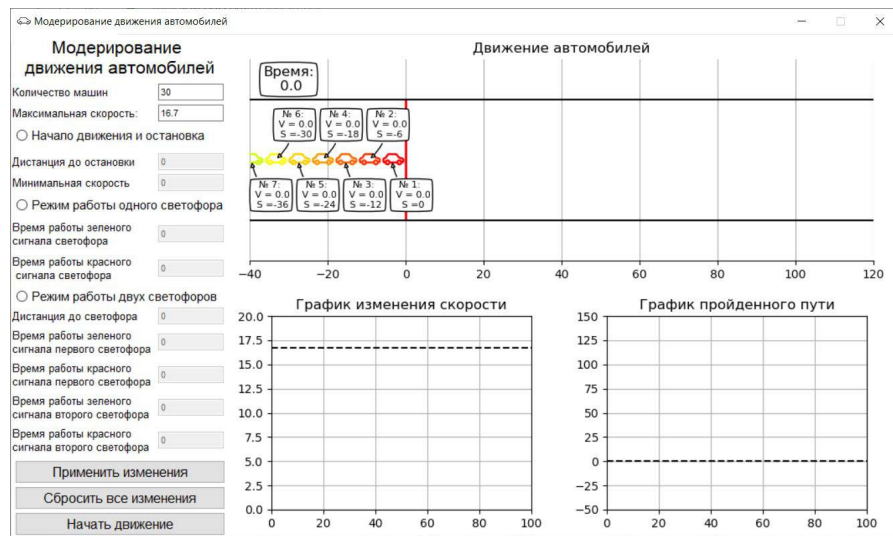 Модерирование движения автомобилей
Модерирование
движения автомобилей
Количество машин 30
Максимальная скорость: 16.7
Начало движения и остановка
Дистанция до остановки 0
Минимальная скорость 0
Режим работы одного светофора
Время работы зеленого
сигнала светофора 0
Время работы красного
сигнала светофора 0
Режим работы двух светофоров
Дистанция до светофора 0
Время работы зеленого
сигнала первого светофора 0
Время работы красного
сигнала первого светофора 0
Время работы зеленого
сигнала второго светофора 0
Время работы красного
сигнала второго светофора 0
Применить изменения
Сбросить все изменения
Начать движение
Движение автомобилей
Время:
0.0
№ 6: № 4: № 2:
V = 0.0 V = 0.0 V = 0.0
S =-30 S =-18 S =-6
№ 7: № 5: № 3: № 1:
V = 0.0 V = 0.0 V = 0.0 V = 0.0
S =-36 S =-24 S =-12 S =0
−40 −20 0 20 40 60 80 100 120
График изменения скорости
20.0
17.5
15.0
12.5
10.0
7.5
5.0
2.5
0.0
0 20 40 60 80 100
График пройденного пути
150
125
100
75
50
25
0
−25
−50
0 20 40 60 80 100